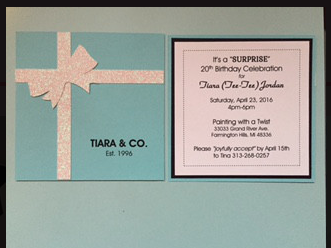 TIARA & CO.
Est. 1996
It's a "SURPRISE"
20th Birthday Celebration
for
Tiara (Tee-Tee) Jordan
Saturday, April 23, 2016
4pm-6pm
Painting with a Twist
33033 Grand River Ave.
Farmington Hills, MI 48336
Please "joyfully accept" by April 15th
to Tina 313-268-0257